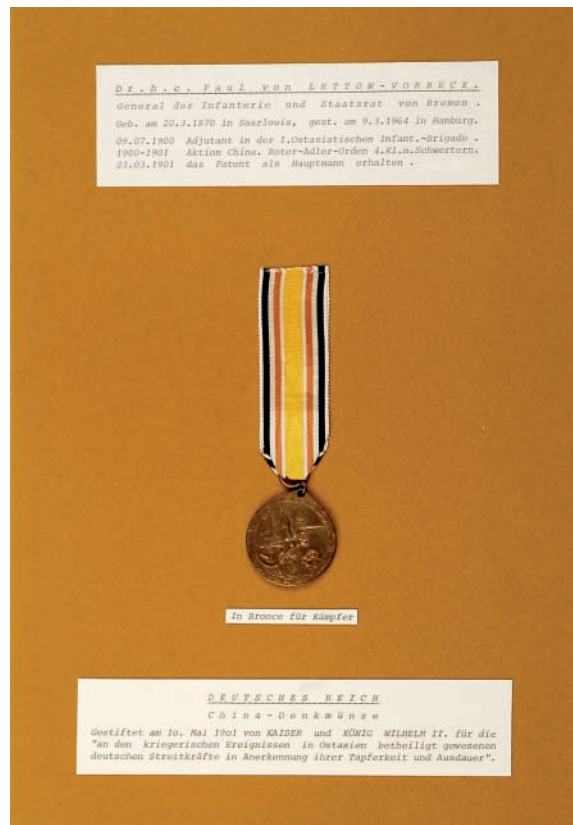 Dr.h.c. Paul von LETTOW-VORBECK.
General der Infanterie und Staatsrat von Bremen .
Geb. am 20.3.1870 in Saarlouis, gest. am 9.3.1964 in Hamburg.
09.07.1900 Adjutant in der 1.Ostasiatischen Infant.-Brigade .
1900-1901 Aktion China. Roter-Adler-Orden 4.Kl.m.Schwertern.
23.03.1901 das Patent als Hauptmann erhalten .
In Bronce für Kämpfer
DEUTSCHES REICH
China-Denkmünze
Gestiftet am 1o. Mai 19o1 von KAISER und KÖNIG WILHELM II. für die
"an den kriegerischen Ereignissen in Ostasien betheiligt gewesenen
deutschen Streitkräfte in Anerkennung ihrer Tapferkeit und Ausdauer".